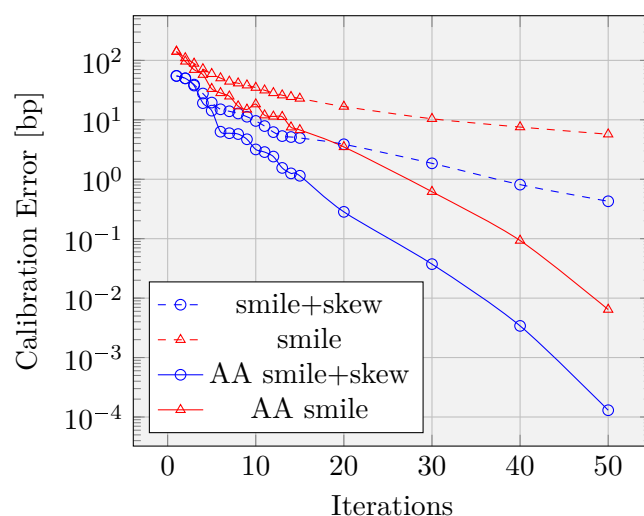 10^2
10^1
10^0
10^−1
10^−2
10^−3
10^−4
Calibration Error [bp]
smile+skew
smile
AA smile+skew
AA smile
0 10 20 30 40 50
Iterations